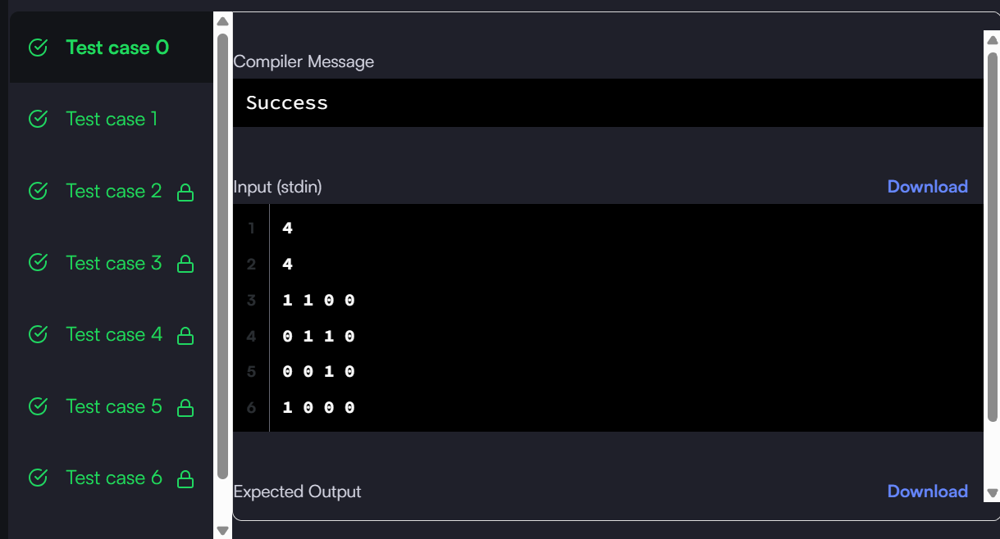 Test case 0
Test case 1
Test case 2
Test case 3
Test case 4
Test case 5
Test case 6
Compiler Message
Success
Input (stdin)
Download
1 4
2 4
3 1 1 0 0
4 0 1 1 0
5 0 0 1 0
6 1 0 0 0
Expected Output
Download